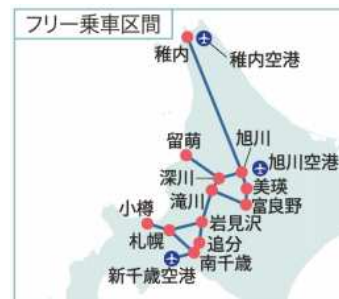 フリー乗車区間
稚内
稚内空港
留萌
旭川
旭川空港
深川
美瑛
滝川
富良野
小樽
岩見沢
札幌
追分
南千歳
新千歳空港